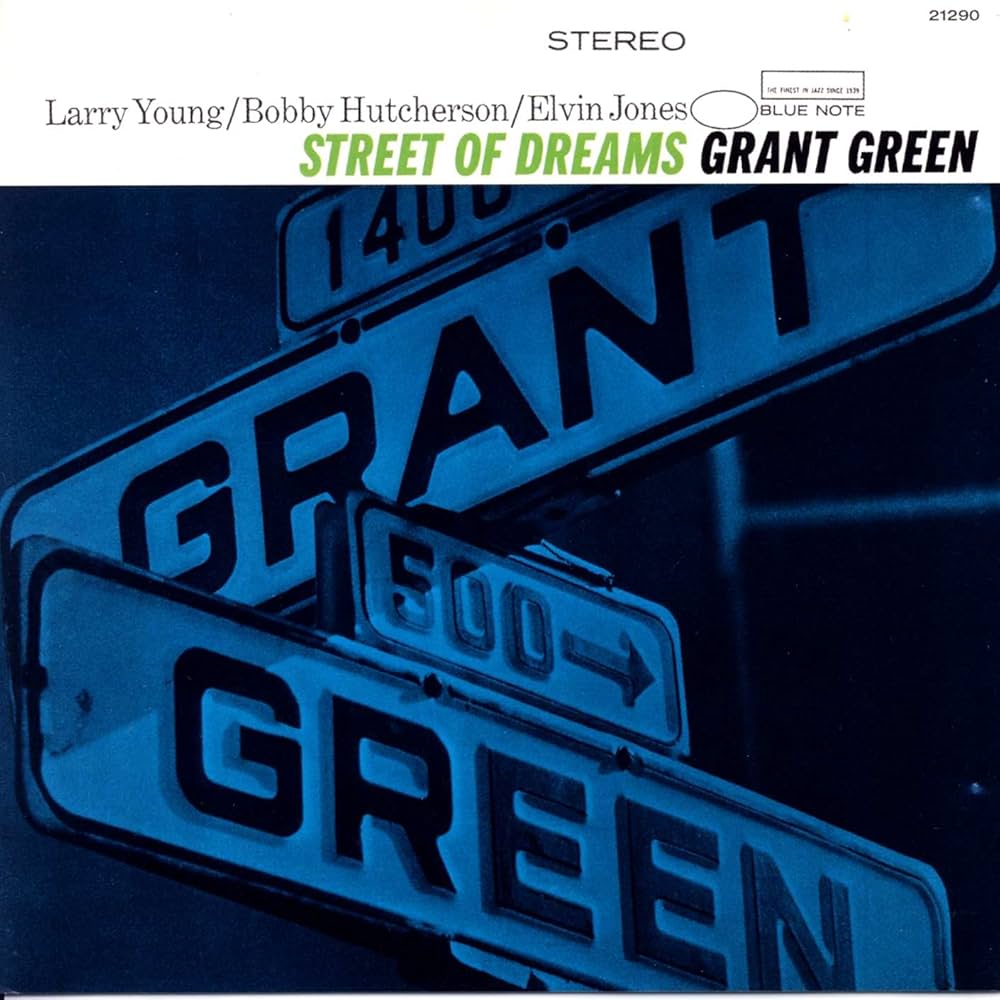 21290
STEREO
THE FINEST IN JAZZ SINCE 1939
Larry Young/Bobby Hutcherson/Elvin Jones BLUE NOTE
STREET OF DREAMS GRANT GREEN
1400
GRANT
500 →
GREEN